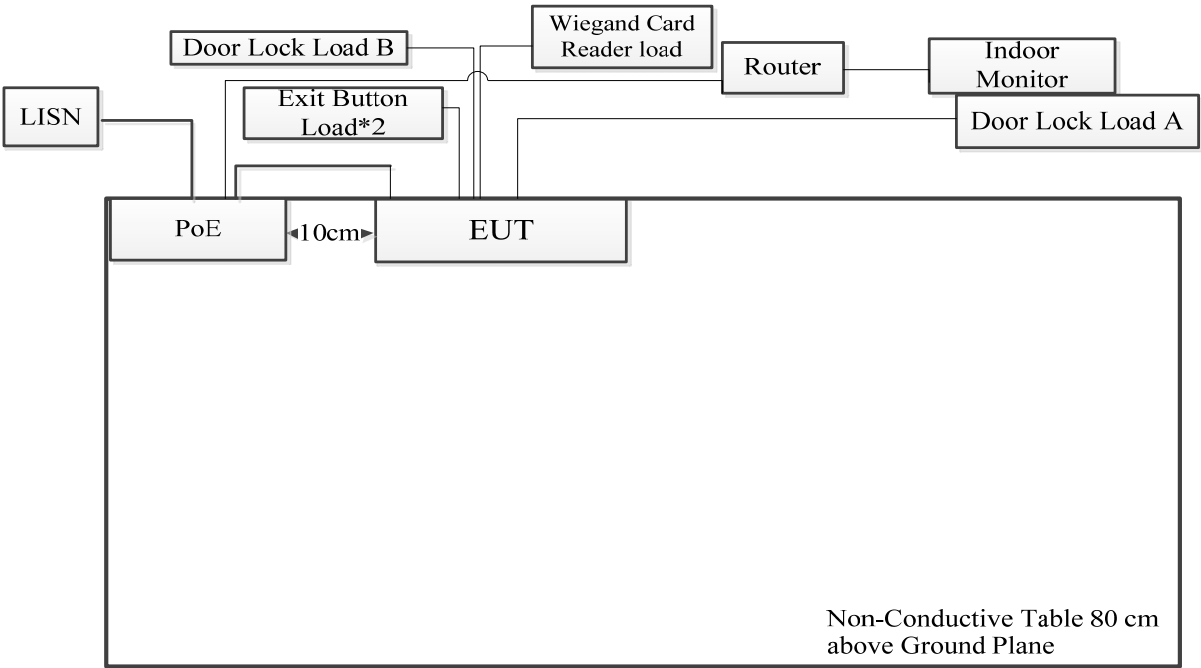 Wiegand Card
Reader load
Door Lock Load B
Router
Indoor
Monitor
LISN
Exit Button
Load*2
Door Lock Load A
PoE
10cm
EUT
Non-Conductive Table 80 cm
above Ground Plane